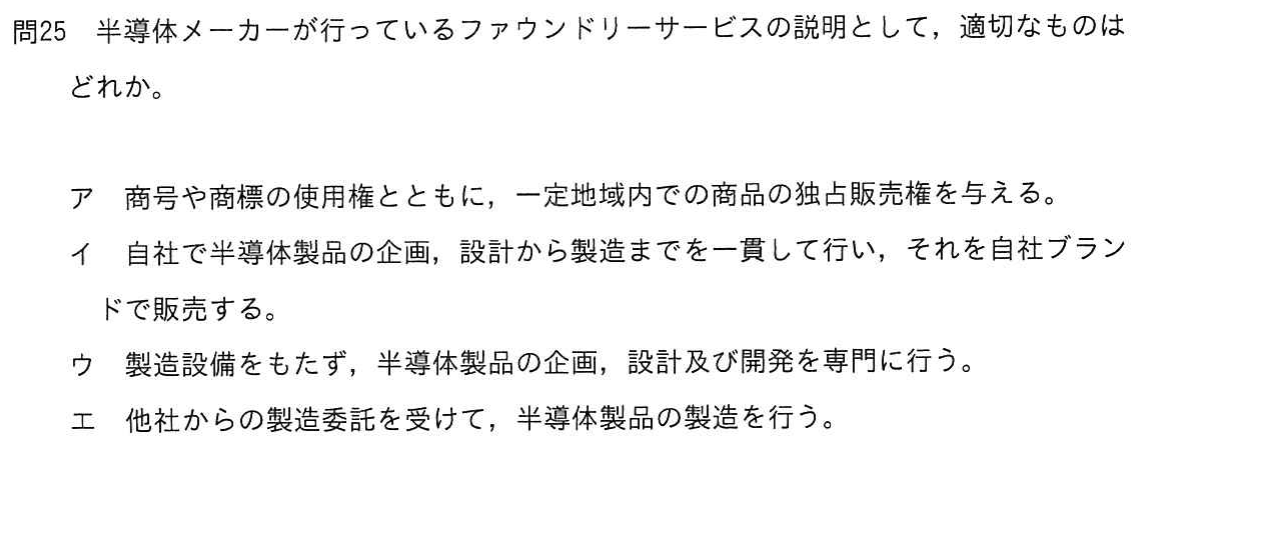 問25　半導体メーカーが行っているファウンドリーサービスの説明として，適切なものは
どれか。
ア　商号や商標の使用権とともに，一定地域内での商品の独占販売権を与える。
イ　自社で半導体製品の企画，設計から製造までを一貫して行い，それを自社ブラン
ドで販売する。
ウ　製造設備をもたず，半導体製品の企画，設計及び開発を専門に行う。
エ　他社からの製造委託を受けて，半導体製品の製造を行う。